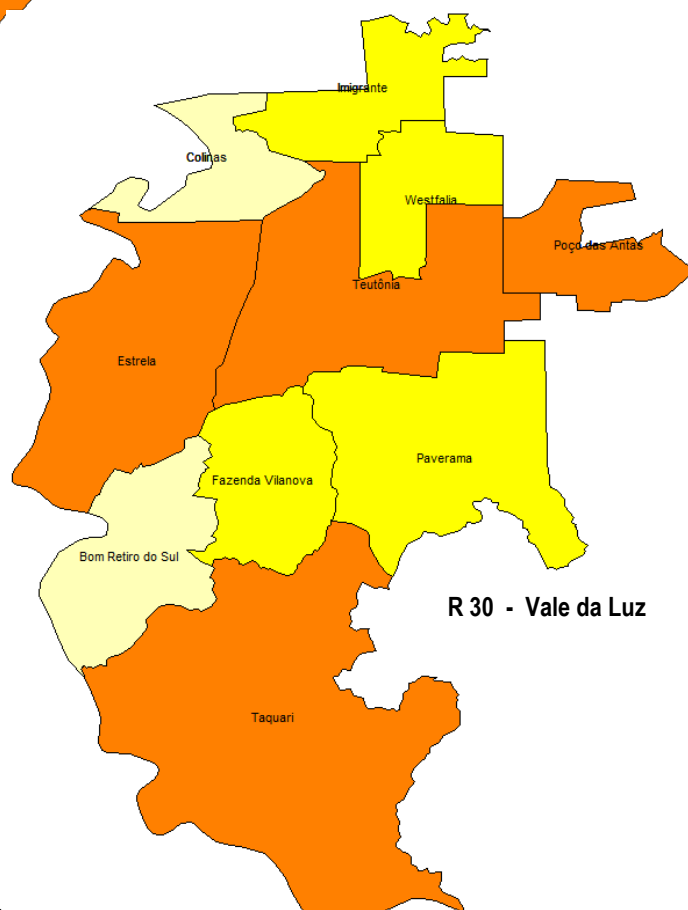 Imigrante
Colinas
Westfalia
Poço das Antas
Teutônia
Estrela
Paverama
Fazenda Vilanova
Bom Retiro do Sul
R 30 - Vale da Luz
Taquari